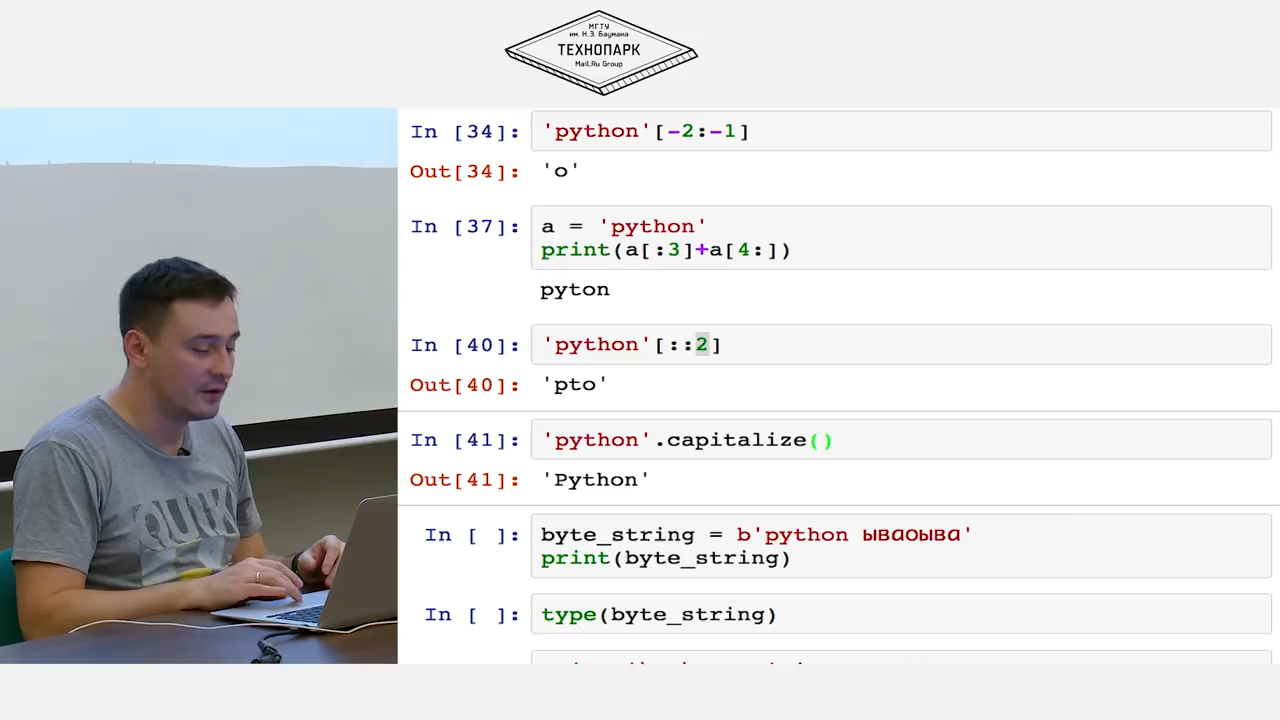 МГТУ
им. Н.Э. Баумана
ТЕХНОПАРК
Mail.Ru Group
In [34]: 'python'[-2:-1]
Out[34]: 'o'
In [37]: a = 'python'
print(a[:3]+a[4:])
pyton
In [40]: 'python'[::2]
Out[40]: 'pto'
In [41]: 'python'.capitalize()
Out[41]: 'Python'
In [ ]: byte_string = b'python ываоыва'
print(byte_string)
In [ ]: type(byte_string)